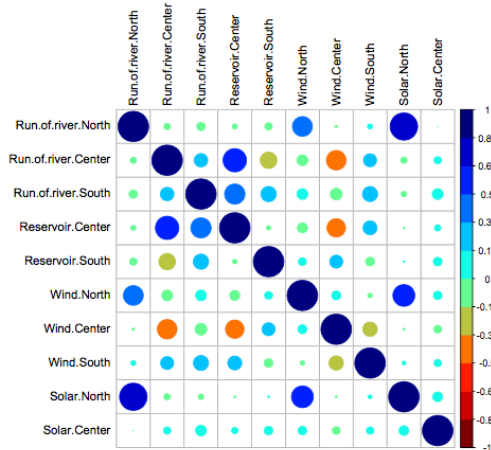 Run.of.river.North
Run.of.river.Center
Run.of.river.South
Reservoir.Center
Reservoir.South
Wind.North
Wind.Center
Wind.South
Solar.North
Solar.Center
Run.of.river.North
Run.of.river.Center
Run.of.river.South
Reservoir.Center
Reservoir.South
Wind.North
Wind.Center
Wind.South
Solar.North
Solar.Center
1
0.8
0.6
0.5
0.3
0.1
-0.1
-0.3
-0.5
-0.6
-0.8
-1